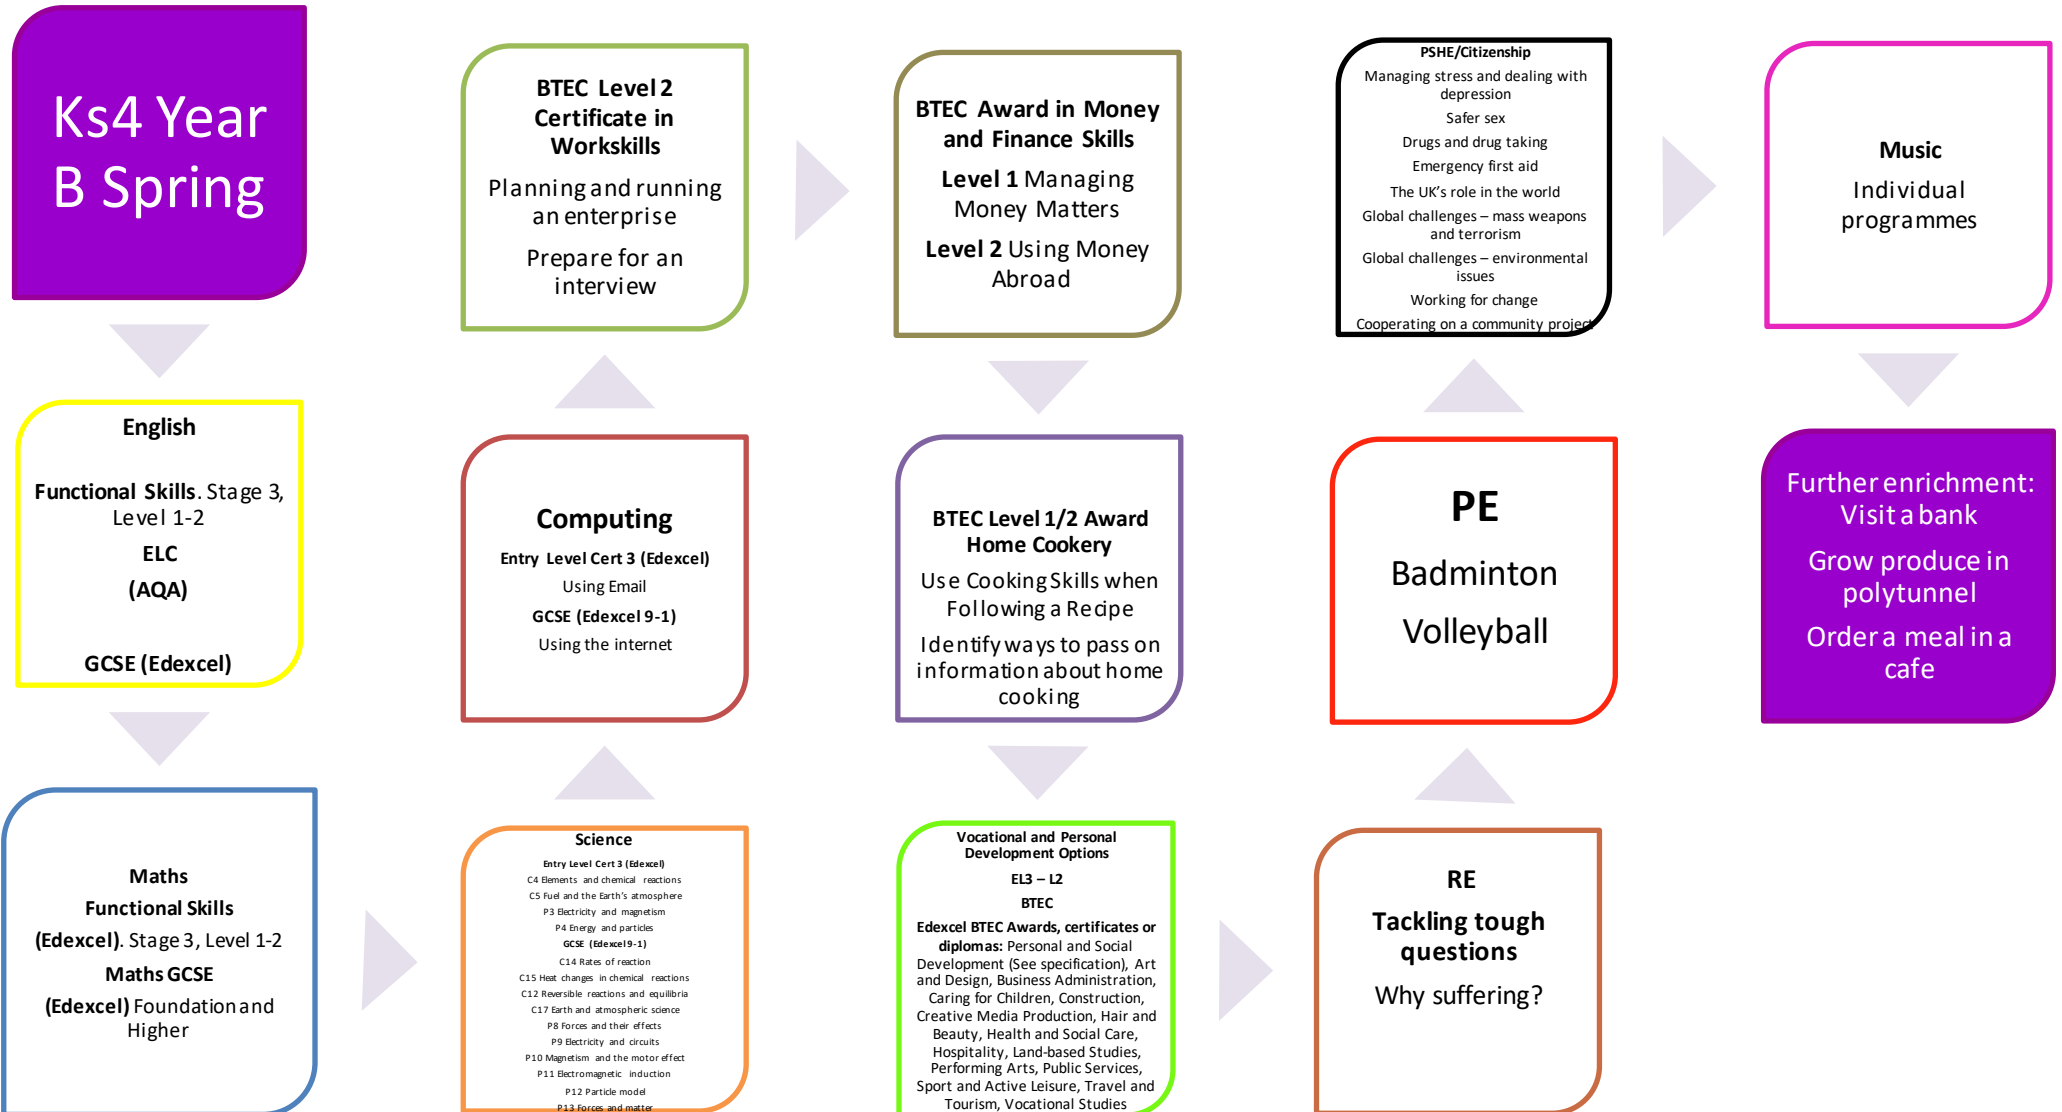 Ks4 Year
B Spring
English
Functional Skills. Stage 3,
Level 1-2
ELC
(AQA)
GCSE (Edexcel)
Maths
Functional Skills
(Edexcel). Stage 3, Level 1-2
Maths GCSE
(Edexcel) Foundation and
Higher
Science
Entry Level Cert 3 (Edexcel)
C4 Elements and chemical reactions
C5 Fuel and the Earth's atmosphere
P3 Electricity and magnetism
P4 Energy and particles
GCSE (Edexcel 9-1)
C14 Rates of reaction
C15 Heat changes in chemical reactions
C12 Reversible reactions and equilibria
C17 Earth and atmospheric science
P8 Forces and their effects
P9 Electricity and circuits
P10 Magnetism and the motor effect
P11 Electromagnetic induction
P12 Particle model
P13 Forces and matter
Computing
Entry Level Cert 3 (Edexcel)
Using Email
GCSE (Edexcel 9-1)
Using the internet
BTEC Level 2
Certificate in
Workskills
Planning and running
an enterprise
Prepare for an
interview
BTEC Award in Money
and Finance Skills
Level 1 Managing
Money Matters
Level 2 Using Money
Abroad
BTEC Level 1/2 Award
Home Cookery
Use Cooking Skills when
Following a Recipe
Identify ways to pass on
information about home
cooking
Vocational and Personal
Development Options
EL3 – L2
BTEC
Edexcel BTEC Awards, certificates or
diplomas: Personal and Social
Development (See specification), Art
and Design, Business Administration,
Caring for Children, Construction,
Creative Media Production, Hair and
Beauty, Health and Social Care,
Hospitality, Land-based Studies,
Performing Arts, Public Services,
Sport and Active Leisure, Travel and
Tourism, Vocational Studies
RE
Tackling tough
questions
Why suffering?
PE
Badminton
Volleyball
PSHE/Citizenship
Managing stress and dealing with
depression
Safer sex
Drugs and drug taking
Emergency first aid
The UK's role in the world
Global challenges – mass weapons
and terrorism
Global challenges – environmental
issues
Working for change
Cooperating on a community project
Music
Individual
programmes
Further enrichment:
Visit a bank
Grow produce in
polytunnel
Order a meal in a
cafe